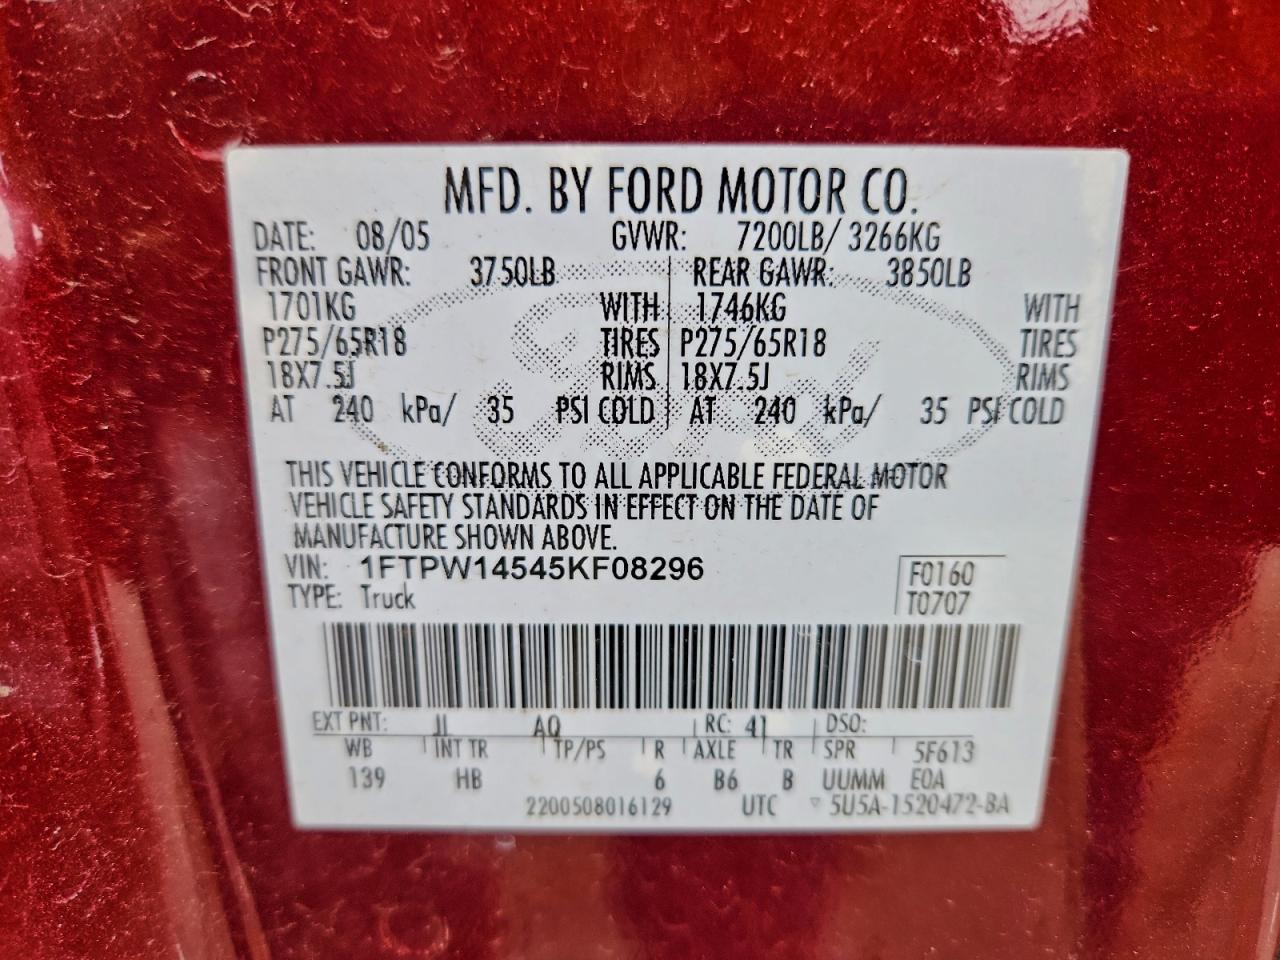 MFD. BY FORD MOTOR CO.
DATE: 08/05 GVWR: 7200LB/ 3266KG
FRONT GAWR: 3750LB REAR GAWR: 3850LB
1701KG WITH 1746KG WITH
P275/65R18 TIRES P275/65R18 TIRES
18X7.5J RIMS 18X7.5J RIMS
AT 240 kPa/ 35 PSI COLD AT 240 kPa/ 35 PSI COLD
THIS VEHICLE CONFORMS TO ALL APPLICABLE FEDERAL MOTOR
VEHICLE SAFETY STANDARDS IN EFFECT ON THE DATE OF
MANUFACTURE SHOWN ABOVE.
VIN: 1FTPW14545KF08296 F0160
TYPE: Truck T0707
EXT PNT: JL AQ RC: 41 DSO:
WB INT TR TP/PS R AXLE TR SPR 5F613
139 HB 6 B6 B UUMM EOA
2200508016129 UTC ▽ 5U5A-1520472-BA
Ford